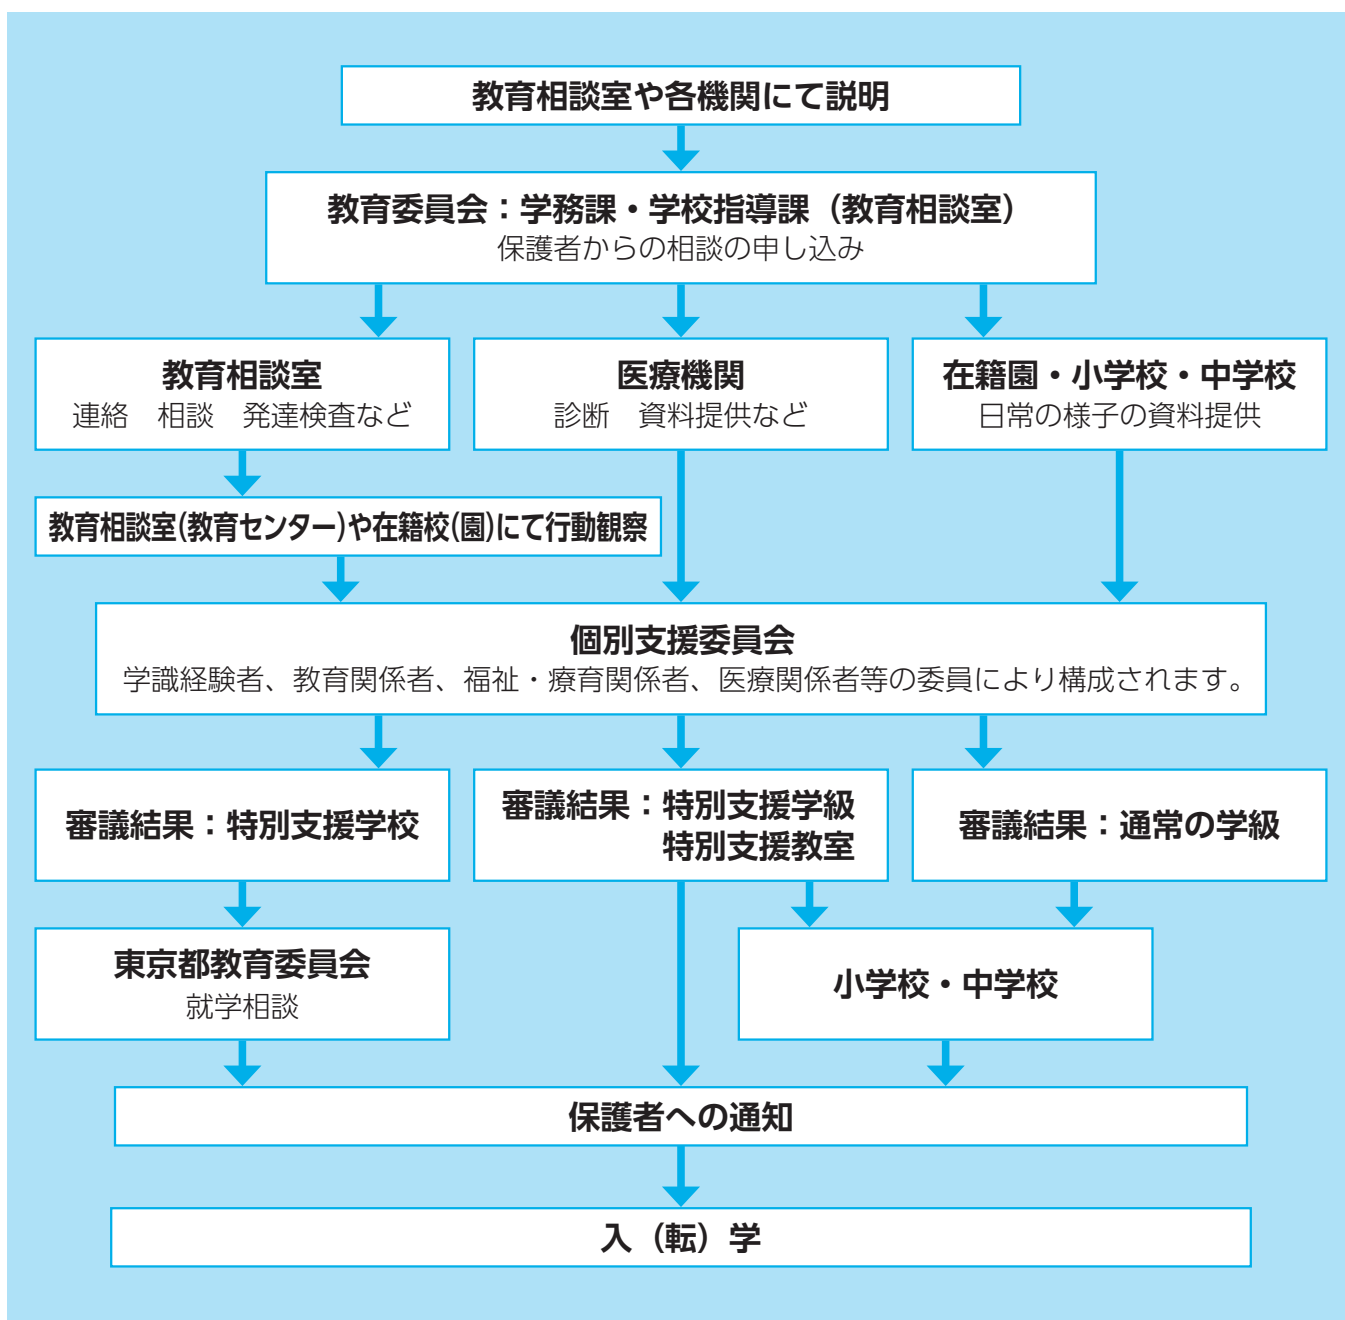 教育相談室や各機関にて説明
教育委員会：学務課・学校指導課（教育相談室）
保護者からの相談の申し込み
教育相談室
連絡　相談　発達検査など
医療機関
診断　資料提供など
在籍園・小学校・中学校
日常の様子の資料提供
教育相談室(教育センター)や在籍校(園)にて行動観察
個別支援委員会
学識経験者、教育関係者、福祉・療育関係者、医療関係者等の委員により構成されます。
審議結果：特別支援学校
審議結果：特別支援学級
特別支援教室
審議結果：通常の学級
東京都教育委員会
就学相談
小学校・中学校
保護者への通知
入（転）学